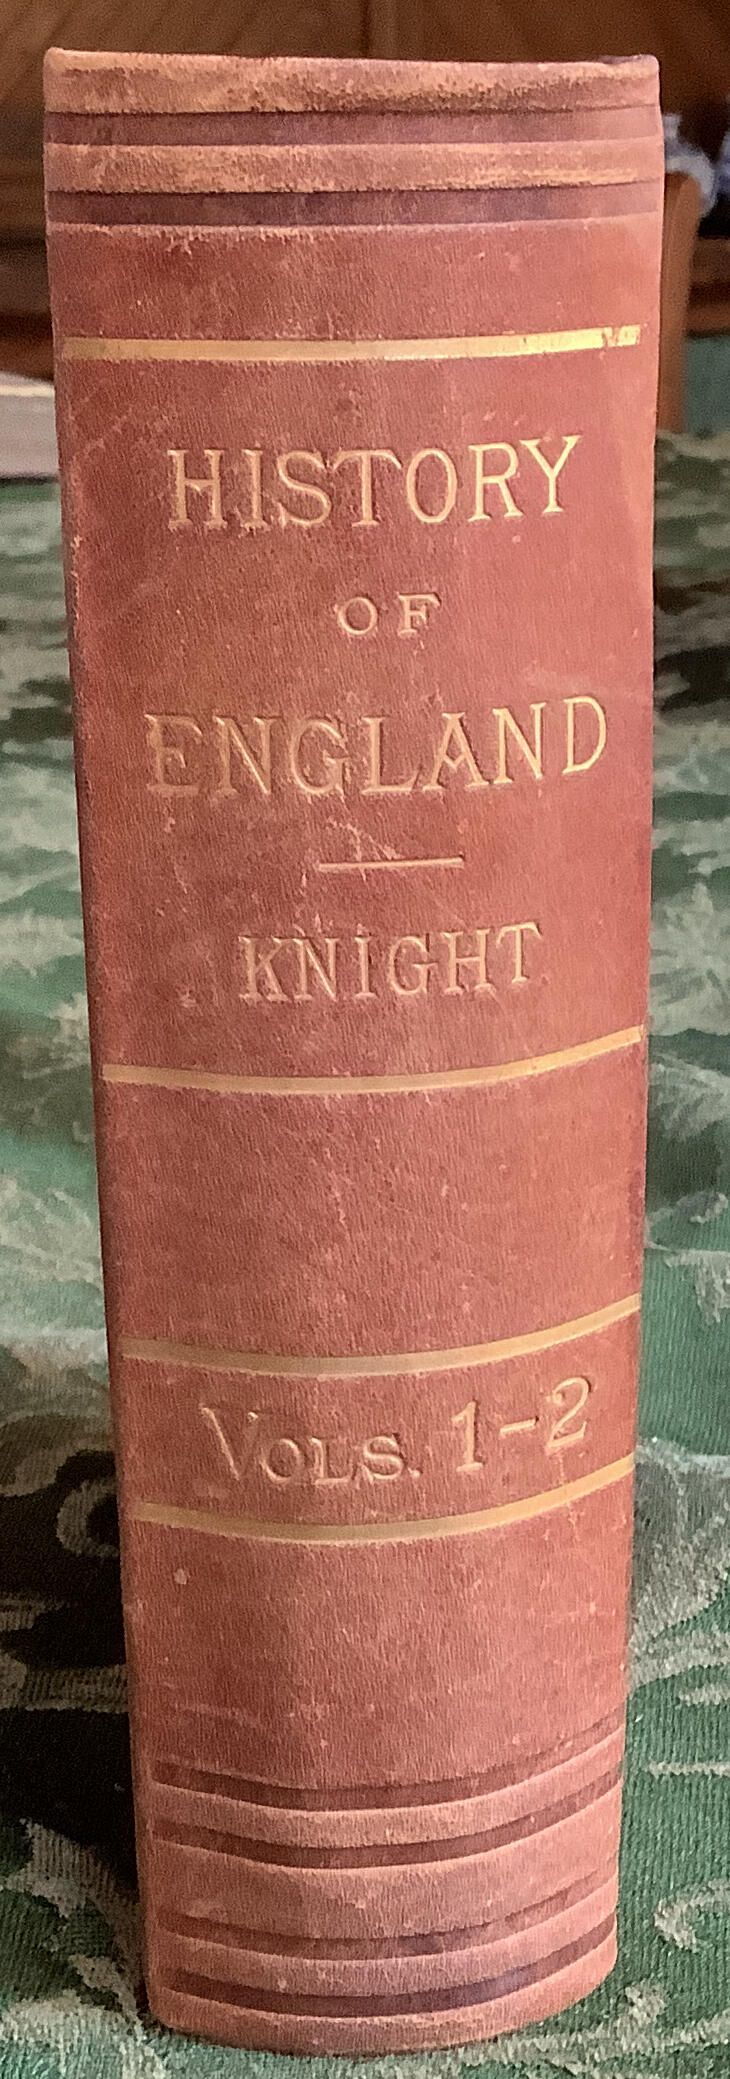 HISTORY
OF
ENGLAND
KNIGHT
VOLS. 1-2